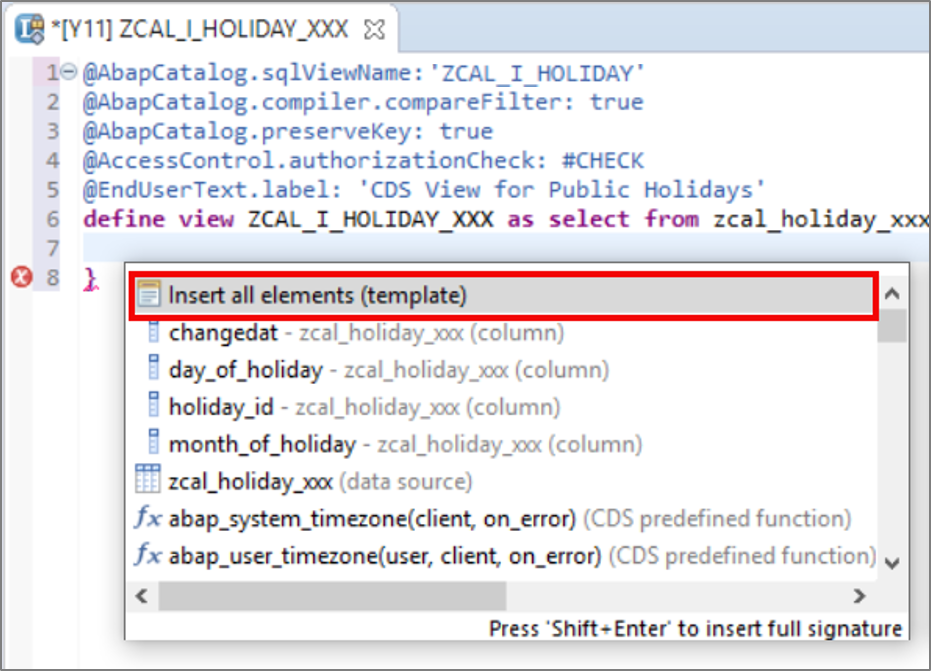 *[Y11] ZCAL_I_HOLIDAY_XXX
1 @AbapCatalog.sqlViewName: 'ZCAL_I_HOLIDAY'
2 @AbapCatalog.compiler.compareFilter: true
3 @AbapCatalog.preserveKey: true
4 @AccessControl.authorizationCheck: #CHECK
5 @EndUserText.label: 'CDS View for Public Holidays'
6 define view ZCAL_I_HOLIDAY_XXX as select from zcal_holiday_xxx
7
8 }
Insert all elements (template)
changedat - zcal_holiday_xxx (column)
day_of_holiday - zcal_holiday_xxx (column)
holiday_id - zcal_holiday_xxx (column)
month_of_holiday - zcal_holiday_xxx (column)
zcal_holiday_xxx (data source)
fx abap_system_timezone(client, on_error) (CDS predefined function)
fx abap_user_timezone(user, client, on_error) (CDS predefined function)
Press 'Shift+Enter' to insert full signature